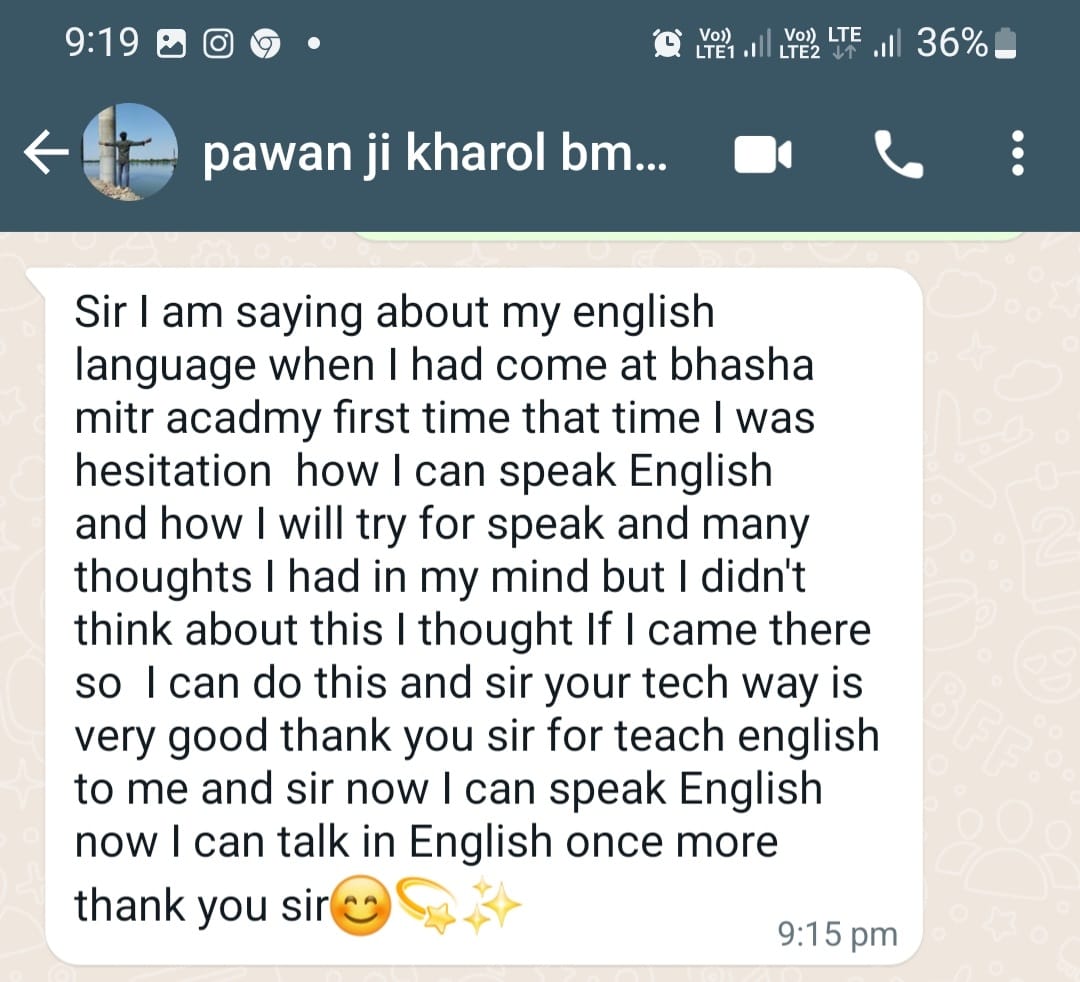 9:19
Vo)) LTE1 Vo)) LTE2 LTE 36%
pawan ji kharol bm...
Sir I am saying about my english
language when I had come at bhasha
mitr acadmy first time that time I was
hesitation  how I can speak English
and how I will try for speak and many
thoughts I had in my mind but I didn't
think about this I thought If I came there
so  I can do this and sir your tech way is
very good thank you sir for teach english
to me and sir now I can speak English
now I can talk in English once more
thank you sir😊💫✨
9:15 pm